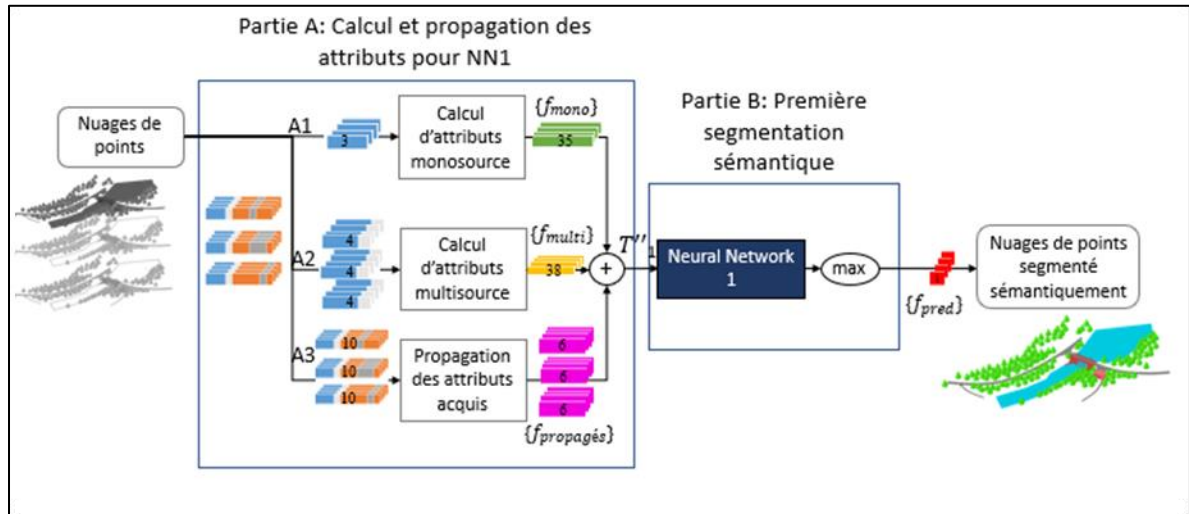 Partie A: Calcul et propagation des
attributs pour NN1
Nuages de
points
A1
3
Calcul
d'attributs
monosource
{fmono}
35
A2
4
4
4
Calcul
d'attributs
multisource
{fmulti}
38
A3
10
10
10
Propagation
des attributs
acquis
6
6
6
{fpropagés}
+
T''
1
Partie B: Première
segmentation
sémantique
Neural Network
1
max
{fpred}
Nuages de points
segmenté
sémantiquement